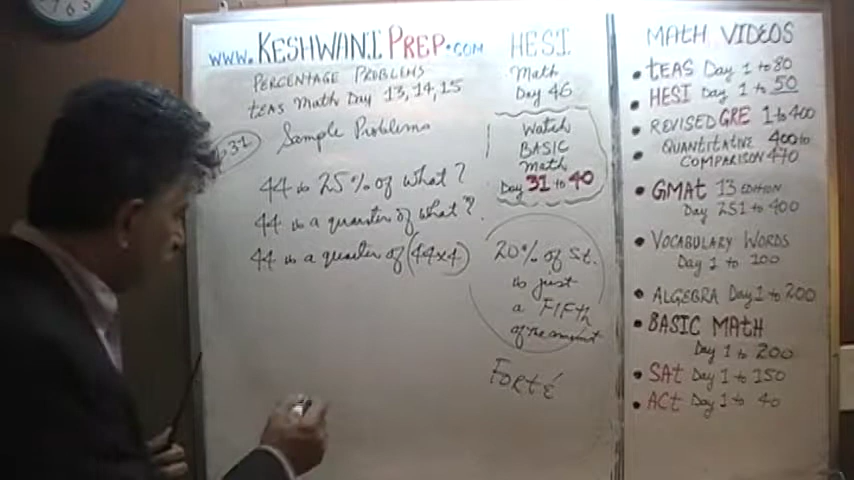 www.KESHWANIPREP.com
PERCENTAGE PROBLEMS
TEAS Math Day 13, 14, 15
Sample Problems
31
44 is 25% of what?
44 is a quarter of what?
44 is a quarter of (44x4)
HESI
Math
Day 46
Watch
BASIC
Math
Day 31 to 40
20% of st.
is just
a FIFth
of the amount
FORTÉ
MATH VIDEOS
• TEAS Day 1 to 80
• HESI Day 1 to 50
• REVISED GRE 1 to 400
• QUANTITATIVE 400 to
COMPARISON 470
• GMAT 13 EDITION
Day 251 to 400
• VOCABULARY WORDS
Day 1 to 100
• ALGEBRA Day 1 to 200
• BASIC MATH
Day 1 to 200
• SAT Day 1 to 150
• ACT Day 1 to 40